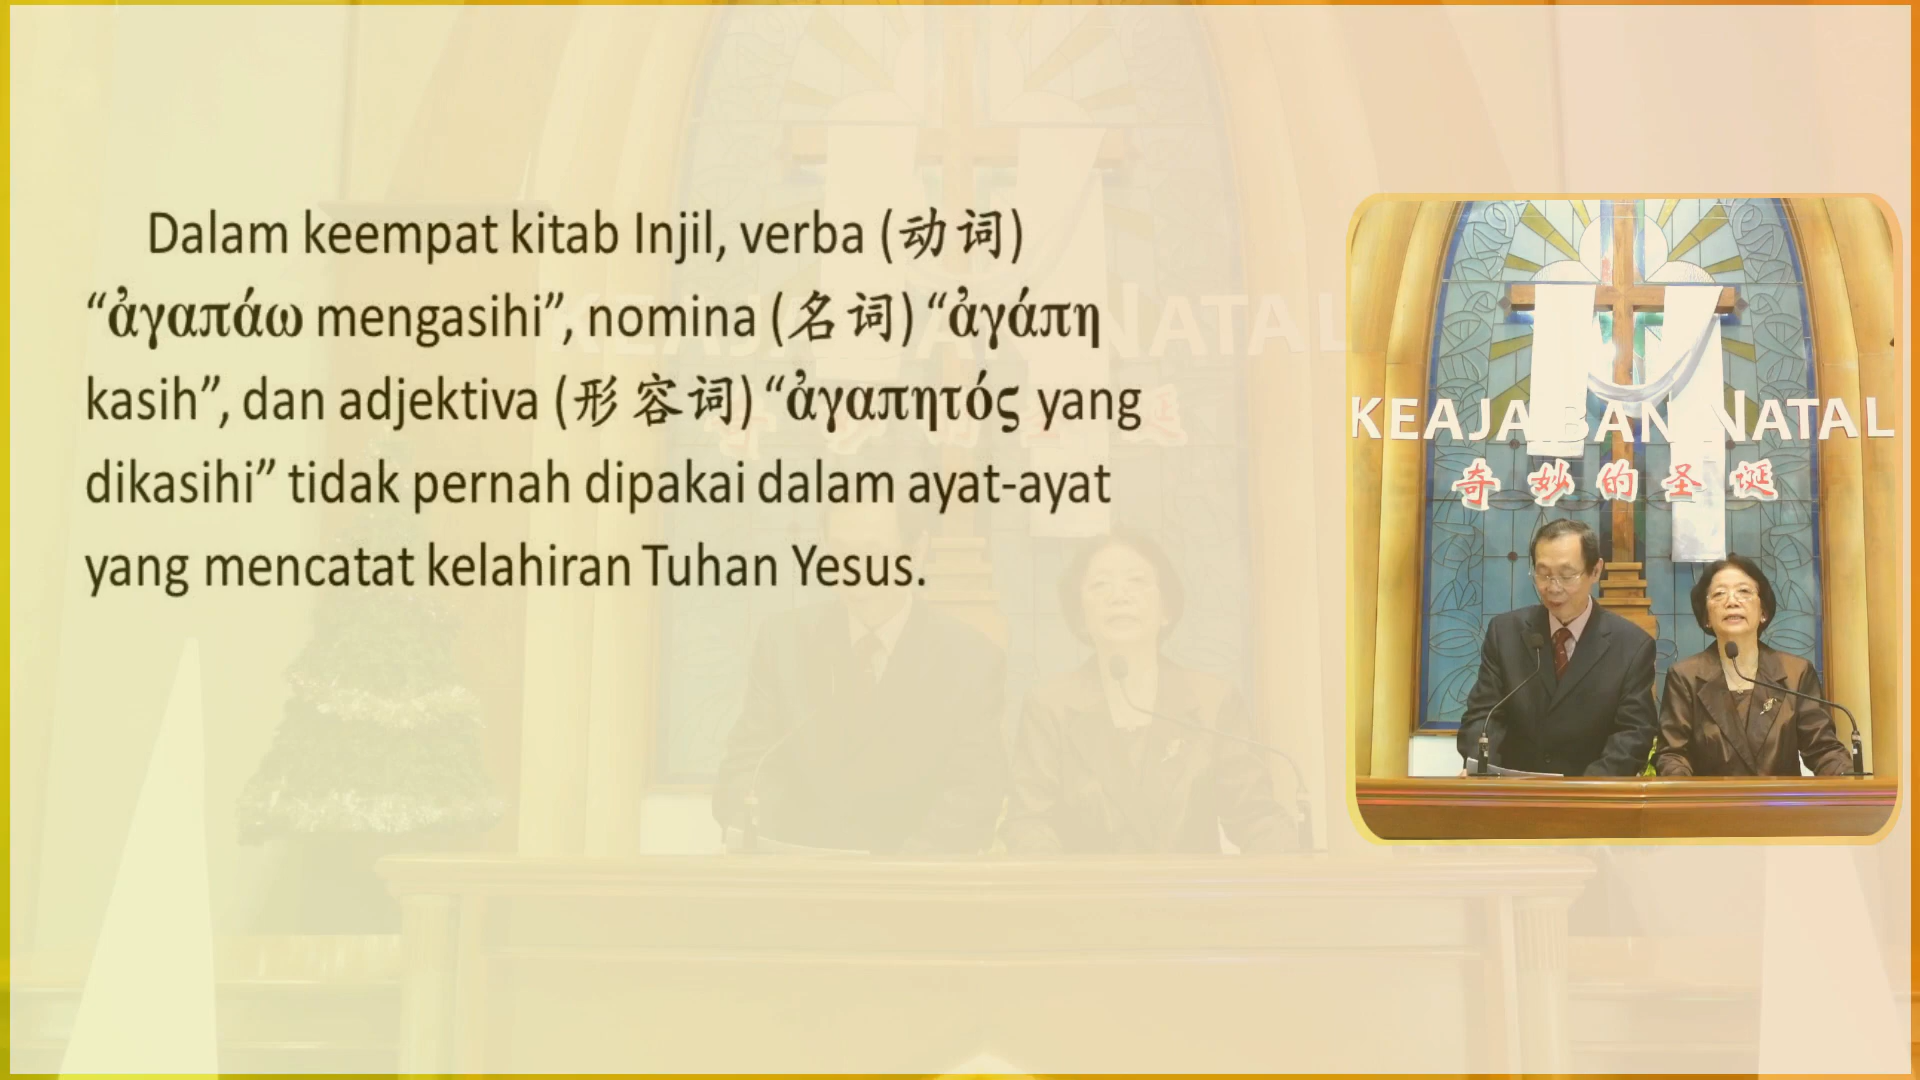 Dalam keempat kitab Injil, verba (动词)
“ἀγαπάω mengasihi”, nomina (名词) “ἀγάπη
kasih”, dan adjektiva (形容词) “ἀγαπητός yang
dikasihi” tidak pernah dipakai dalam ayat-ayat
yang mencatat kelahiran Tuhan Yesus.
KEAJAIBAN NATAL
奇妙的圣诞